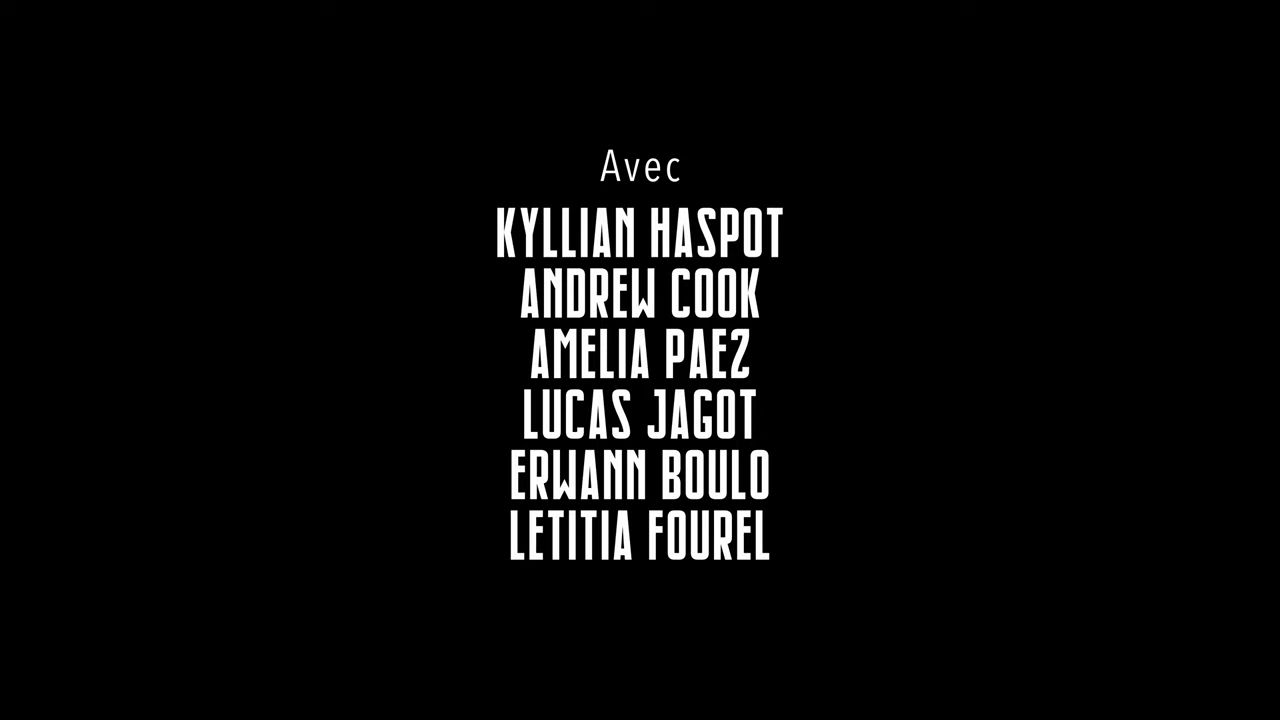 Avec
KYLLIAN HASPOT
ANDREW COOK
AMELIA PAEZ
LUCAS JAGOT
ERWANN BOULO
LETITIA FOUREL